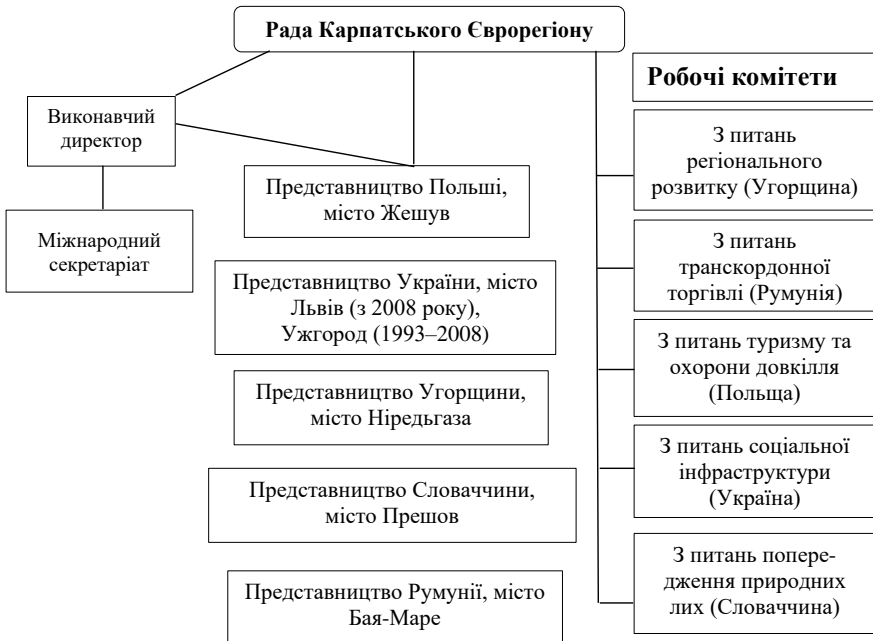 Рада Карпатського Єврорегіону
Виконавчий
директор
Міжнародний
секретаріат
Представництво Польші,
місто Жешув
Представництво України, місто
Львів (з 2008 року),
Ужгород (1993–2008)
Представництво Угорщини,
місто Ніредьгаза
Представництво Словаччини,
місто Прешов
Представництво Румунії, місто
Бая-Маре
Робочі комітети
З питань
регіонального
розвитку (Угорщина)
З питань
транскордонної
торгівлі (Румунія)
З питань туризму та
охорони довкілля
(Польща)
З питань соціальної
інфраструктури
(Україна)
З питань попере-
дження природних
лих (Словаччина)